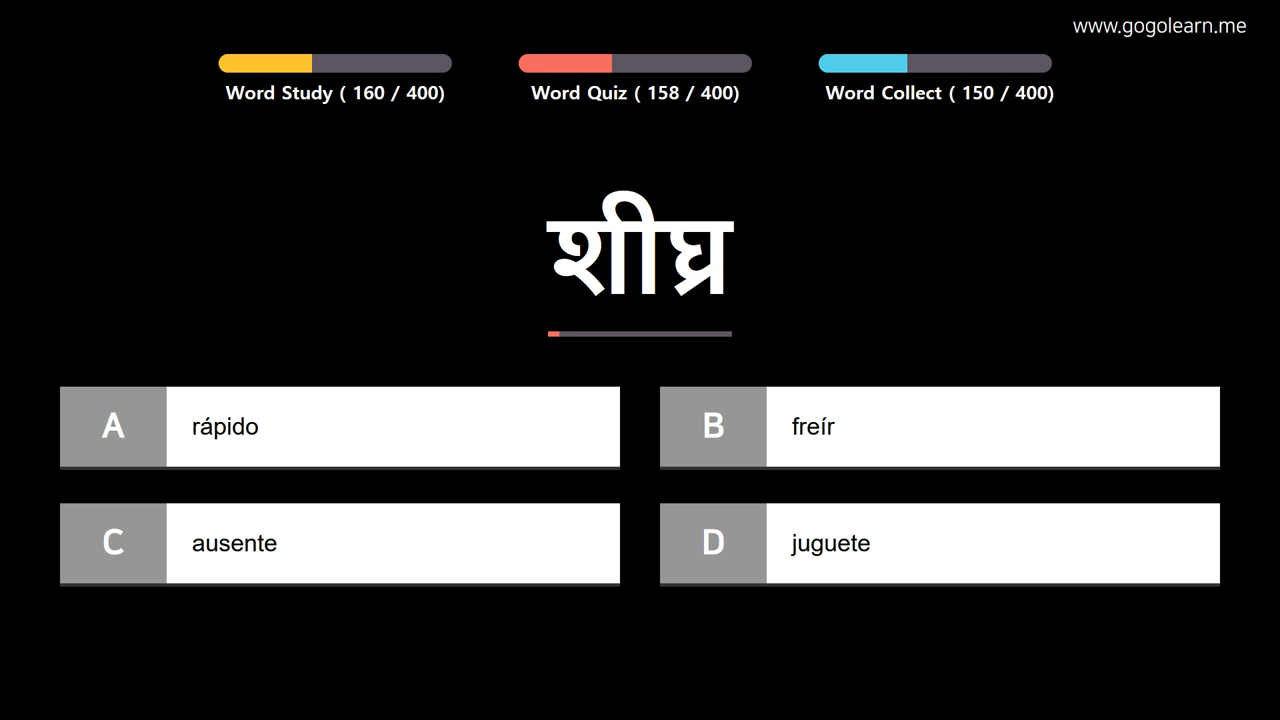 www.gogolearn.me
Word Study ( 160 / 400)
Word Quiz ( 158 / 400)
Word Collect ( 150 / 400)
शीघ्र
A rápido
B freír
C ausente
D juguete